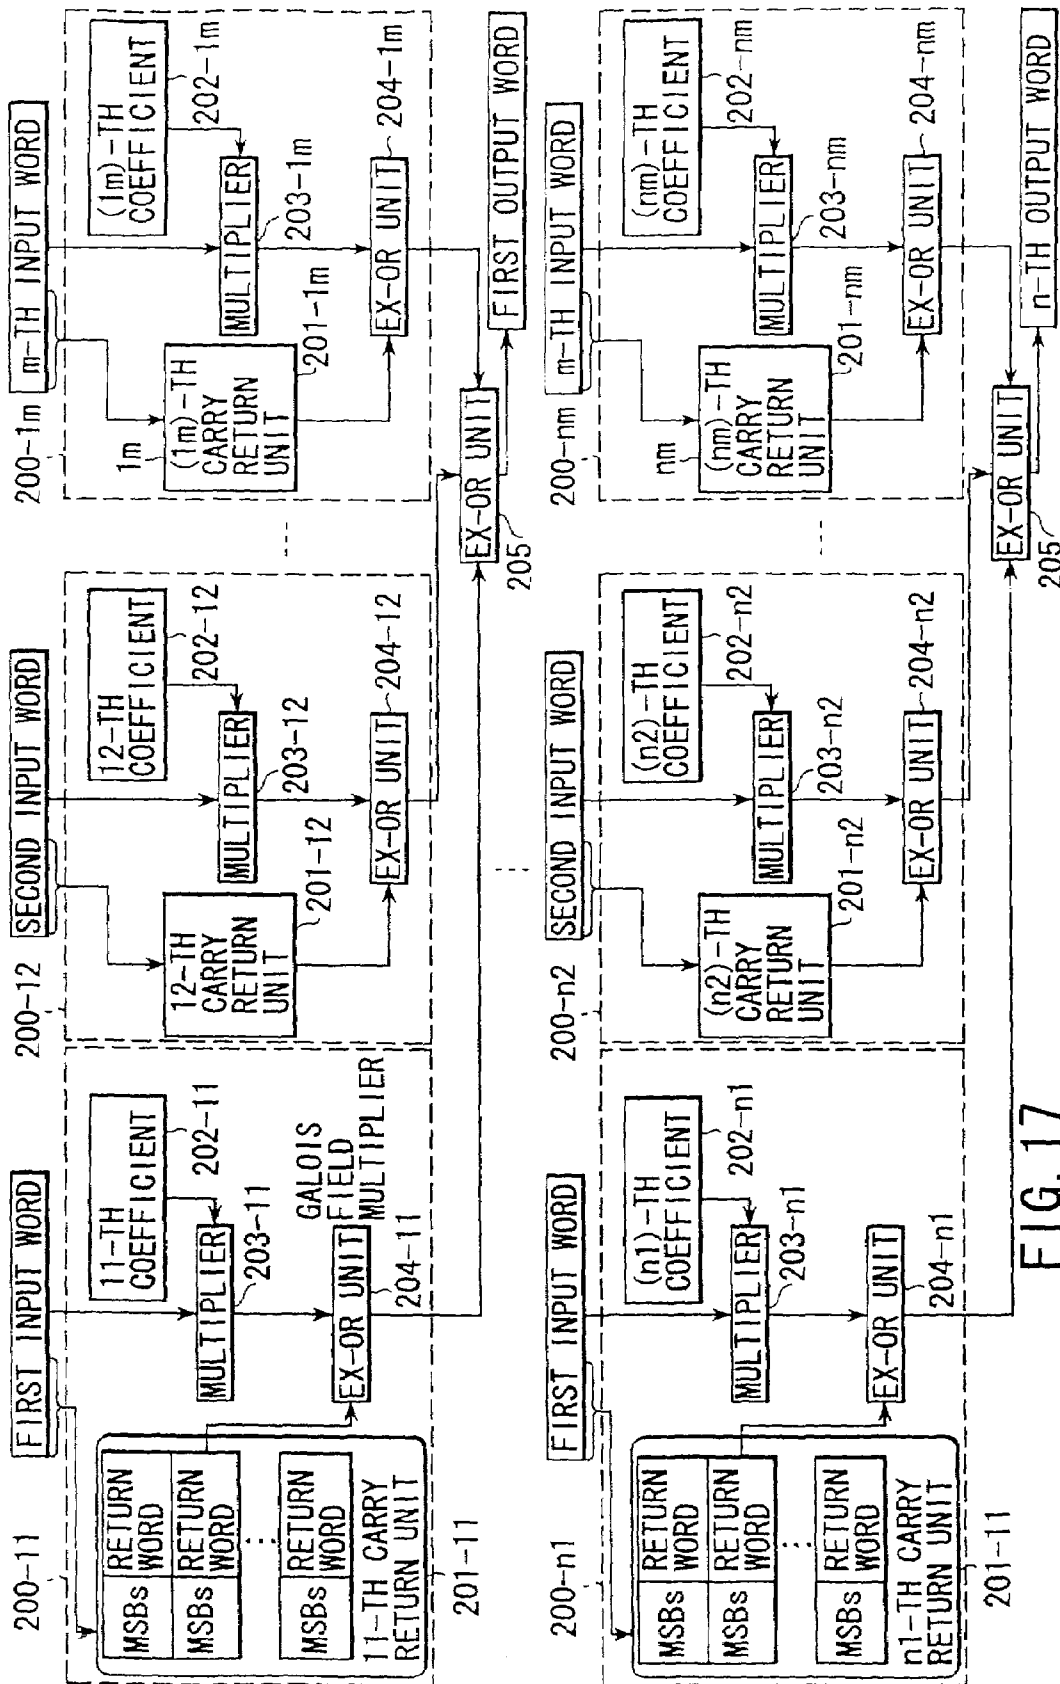 FIRST INPUT WORD
200-11
MSBs
RETURN
WORD
MSBs
RETURN
WORD
MSBs
RETURN
WORD
11-TH CARRY
RETURN UNIT
201-11
11-TH
COEFFICIENT
202-11
MULTIPLIER
203-11
GALOIS
FIELD
MULTIPLIER
EX-OR UNIT
204-11
SECOND INPUT WORD
200-12
12-TH
CARRY
RETURN
UNIT
201-12
12-TH
COEFFICIENT
202-12
MULTIPLIER
203-12
EX-OR UNIT
204-12
m-TH INPUT WORD
200-1m
1m
(1m)-TH
CARRY
RETURN
UNIT
201-1m
(1m)-TH
COEFFICIENT
202-1m
MULTIPLIER
203-1m
EX-OR UNIT
204-1m
EX-OR UNIT
205
FIRST OUTPUT WORD
FIRST INPUT WORD
200-n1
MSBs
RETURN
WORD
MSBs
RETURN
WORD
MSBs
RETURN
WORD
n1-TH CARRY
RETURN UNIT
201-11
(n1)-TH
COEFFICIENT
202-n1
MULTIPLIER
203-n1
EX-OR UNIT
204-n1
SECOND INPUT WORD
200-n2
(n2)-TH
CARRY
RETURN
UNIT
201-n2
(n2)-TH
COEFFICIENT
202-n2
MULTIPLIER
203-n2
EX-OR UNIT
204-n2
m-TH INPUT WORD
200-nm
nm
(nm)-TH
CARRY
RETURN
UNIT
201-nm
(nm)-TH
COEFFICIENT
202-nm
MULTIPLIER
203-nm
EX-OR UNIT
204-nm
EX-OR UNIT
205
n-TH OUTPUT WORD
FIG. 17